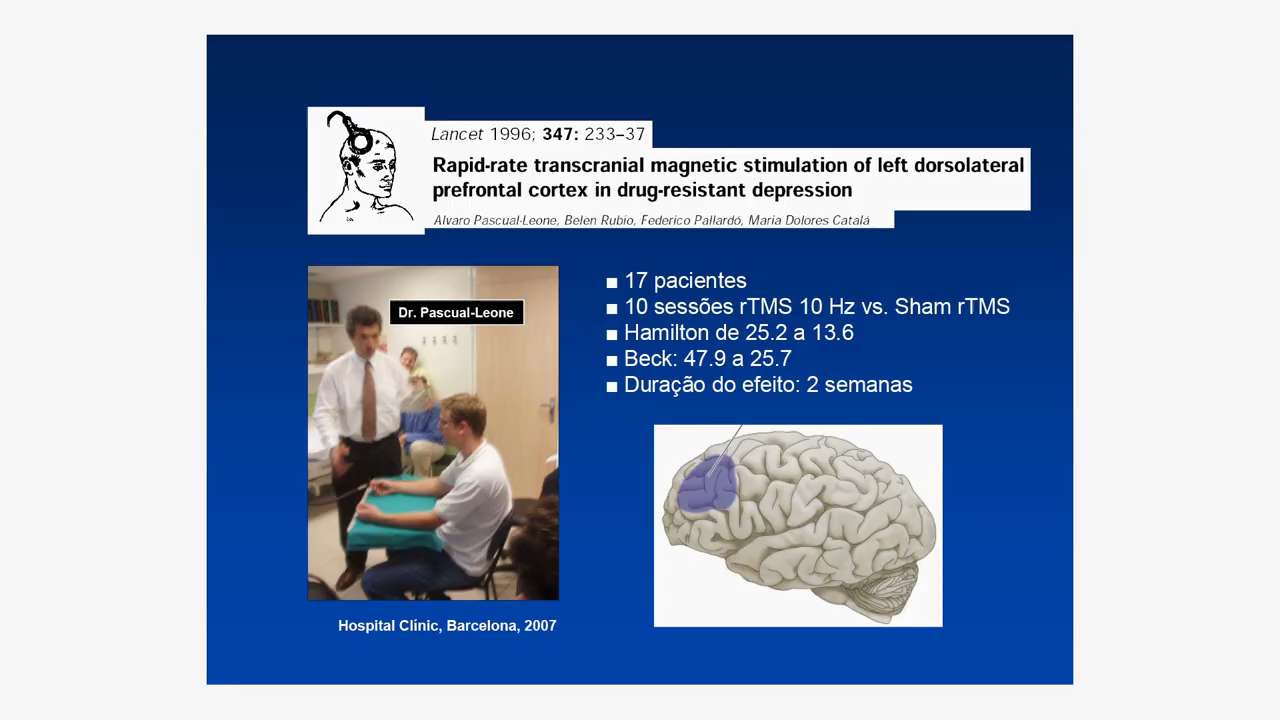 Lancet 1996; 347: 233–37
Rapid-rate transcranial magnetic stimulation of left dorsolateral
prefrontal cortex in drug-resistant depression
Alvaro Pascual-Leone, Belen Rubio, Federico Pallardó, Maria Dolores Catalá
Dr. Pascual-Leone
■ 17 pacientes
■ 10 sessões rTMS 10 Hz vs. Sham rTMS
■ Hamilton de 25.2 a 13.6
■ Beck: 47.9 a 25.7
■ Duração do efeito: 2 semanas
Hospital Clínic, Barcelona, 2007